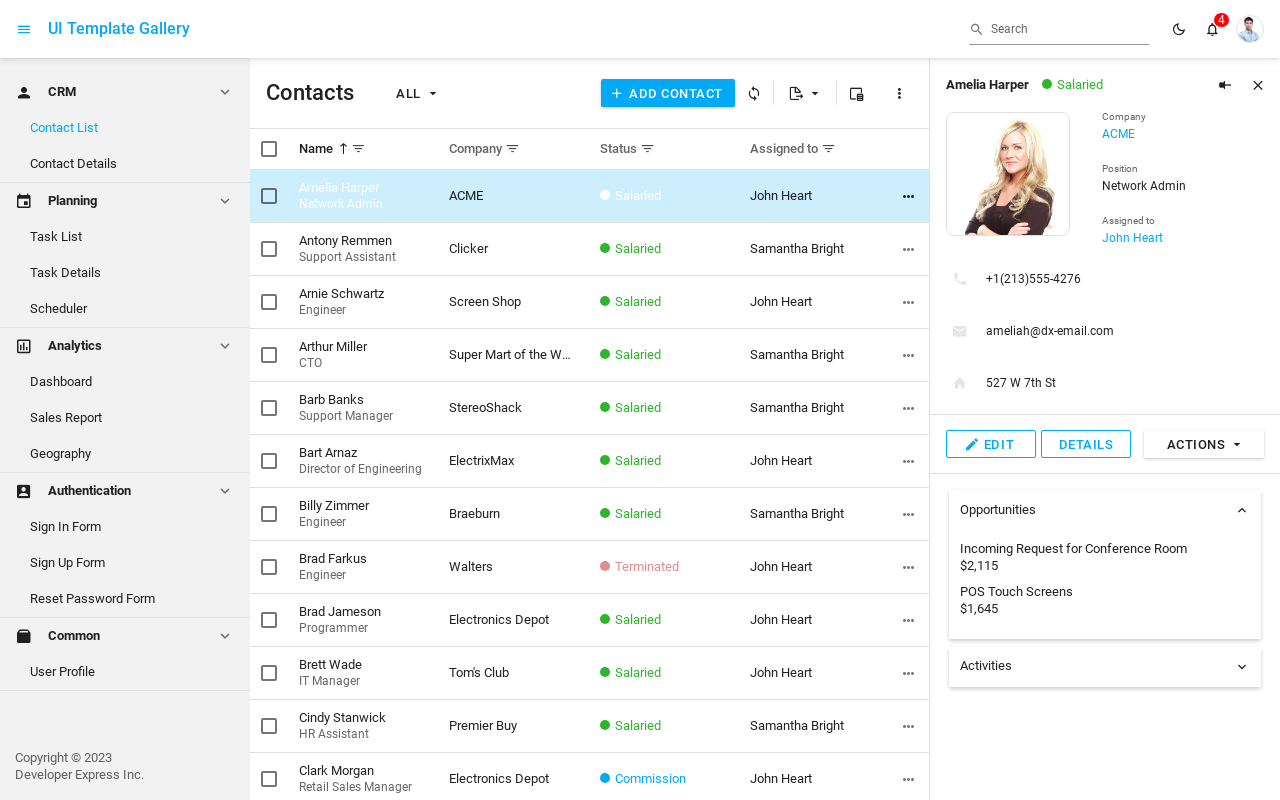 UI Template Gallery
Search
4
CRM
Contact List
Contact Details
Planning
Task List
Task Details
Scheduler
Analytics
Dashboard
Sales Report
Geography
Authentication
Sign In Form
Sign Up Form
Reset Password Form
Common
User Profile
Copyright © 2023
Developer Express Inc.
Contacts
ALL
ADD CONTACT
Name Company Status Assigned to
Amelia Harper
Network Admin
ACME Salaried John Heart
Antony Remmen
Support Assistant
Clicker Salaried Samantha Bright
Arnie Schwartz
Engineer
Screen Shop Salaried John Heart
Arthur Miller
CTO
Super Mart of the W... Salaried Samantha Bright
Barb Banks
Support Manager
StereoShack Salaried Samantha Bright
Bart Arnaz
Director of Engineering
ElectrixMax Salaried John Heart
Billy Zimmer
Engineer
Braeburn Salaried Samantha Bright
Brad Farkus
Engineer
Walters Terminated John Heart
Brad Jameson
Programmer
Electronics Depot Salaried John Heart
Brett Wade
IT Manager
Tom's Club Salaried John Heart
Cindy Stanwick
HR Assistant
Premier Buy Salaried Samantha Bright
Clark Morgan
Retail Sales Manager
Electronics Depot Commission John Heart
Amelia Harper Salaried
Company
ACME
Position
Network Admin
Assigned to
John Heart
+1(213)555-4276
ameliah@dx-email.com
527 W 7th St
EDIT DETAILS ACTIONS
Opportunities
Incoming Request for Conference Room
$2,115
POS Touch Screens
$1,645
Activities